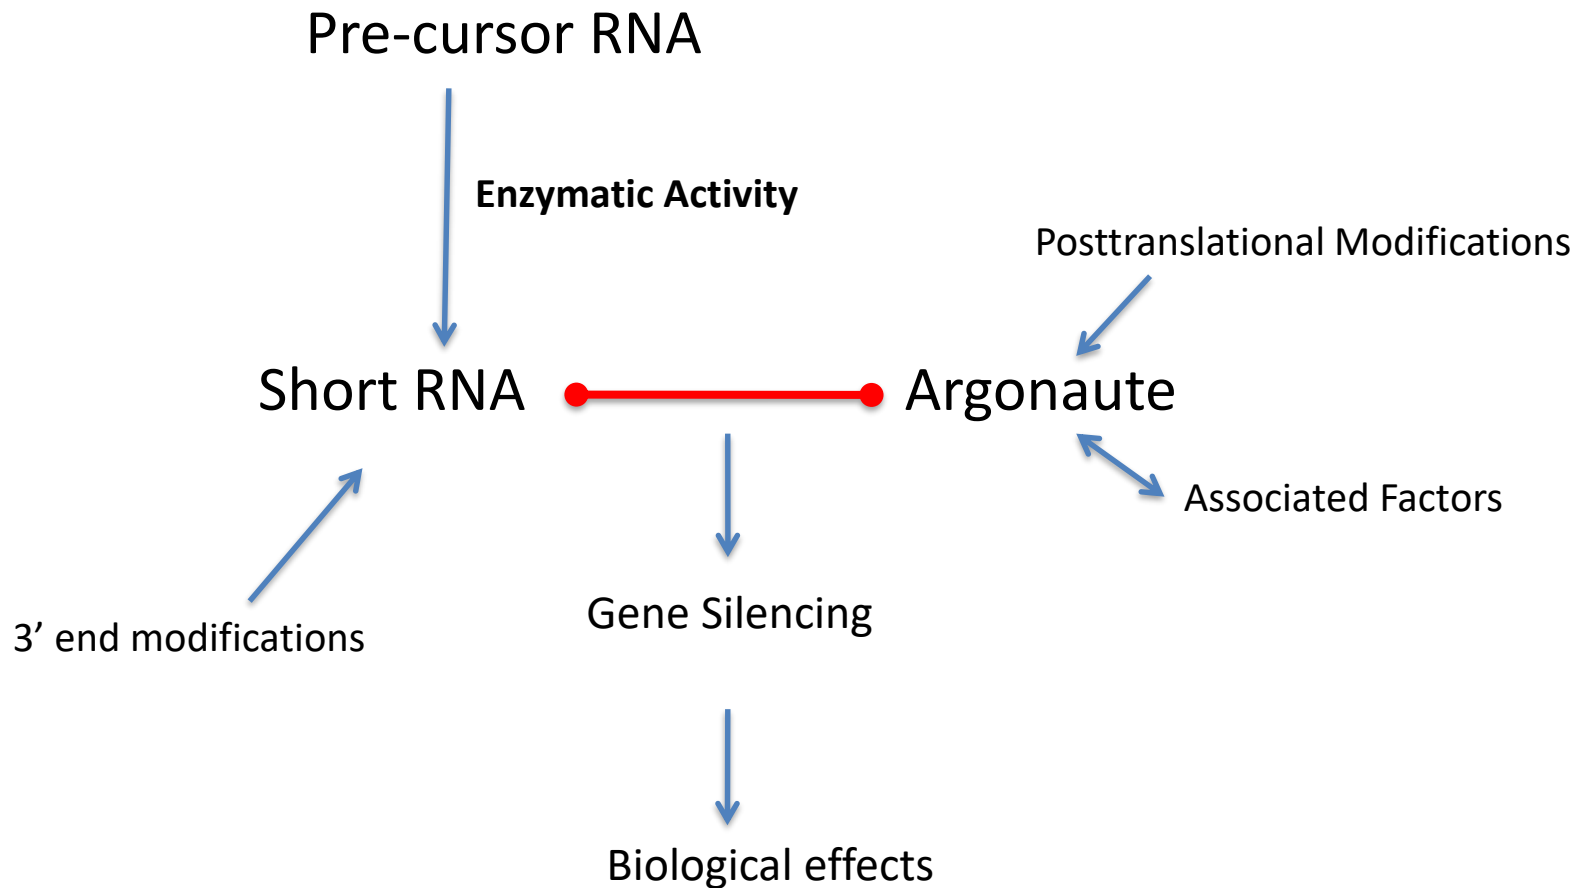 Pre-cursor RNA
Enzymatic Activity
Posttranslational Modifications
Short RNA
Argonaute
Associated Factors
Gene Silencing
3’ end modifications
Biological effects